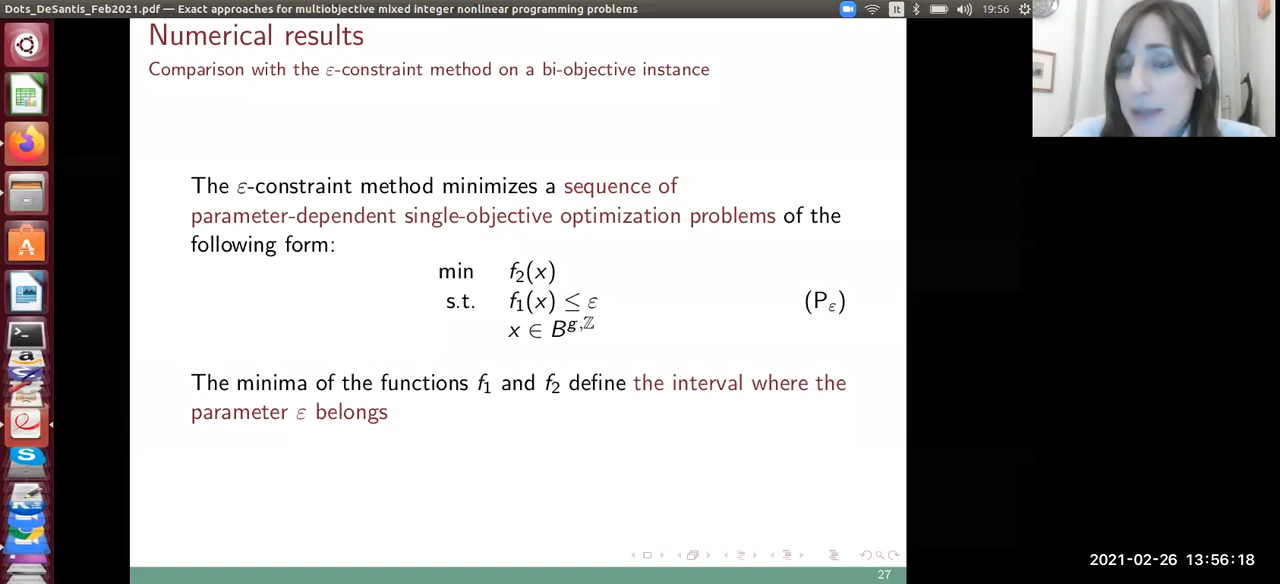 Dots_DeSantis_Feb2021.pdf — Exact approaches for multiobjective mixed integer nonlinear programming problems
It
19:56
Numerical results
Comparison with the ε-constraint method on a bi-objective instance
The ε-constraint method minimizes a sequence of
parameter-dependent single-objective optimization problems of the
following form:
min f₂(x)
s.t. f₁(x) ≤ ε (Pε)
x ∈ B^{g,ℤ}
The minima of the functions f₁ and f₂ define the interval where the
parameter ε belongs
27
2021-02-26 13:56:18